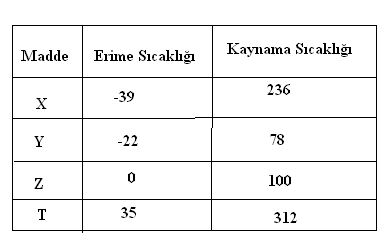 Madde Erime Sıcaklığı Kaynama Sıcaklığı
X -39 236
Y -22 78
Z 0 100
T 35 312